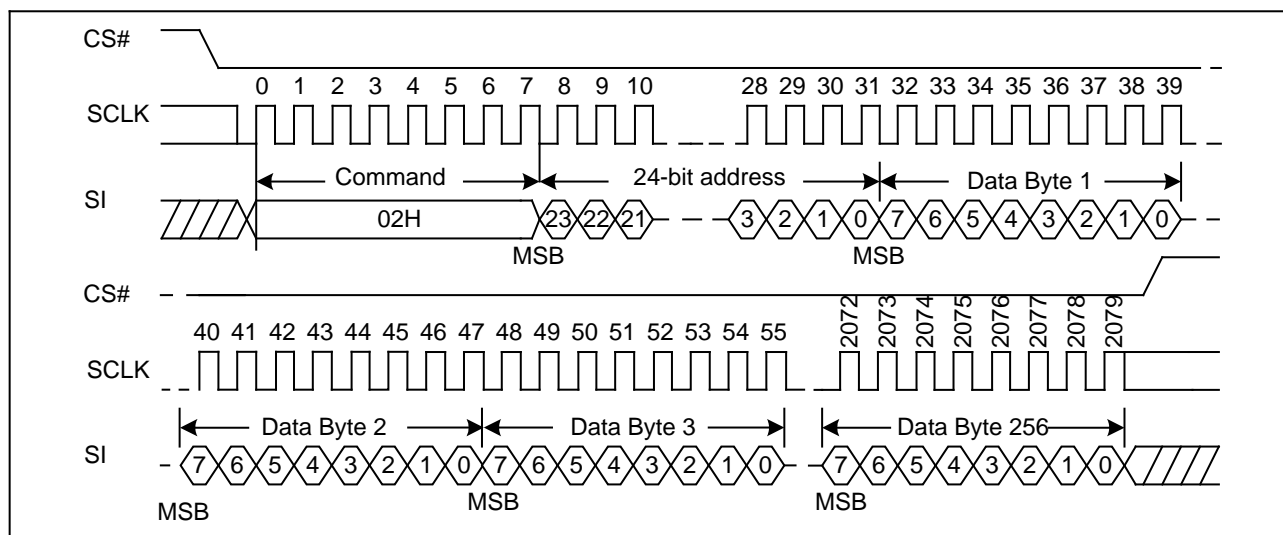 CS#
0 1 2 3 4 5 6 7 8 9 10 28 29 30 31 32 33 34 35 36 37 38 39
SCLK
Command 24-bit address Data Byte 1
SI
02H 23 22 21 3 2 1 0 7 6 5 4 3 2 1 0
MSB MSB
CS#
40 41 42 43 44 45 46 47 48 49 50 51 52 53 54 55 2072 2073 2074 2075 2076 2077 2078 2079
SCLK
Data Byte 2 Data Byte 3 Data Byte 256
SI
7 6 5 4 3 2 1 0 7 6 5 4 3 2 1 0 7 6 5 4 3 2 1 0
MSB MSB MSB